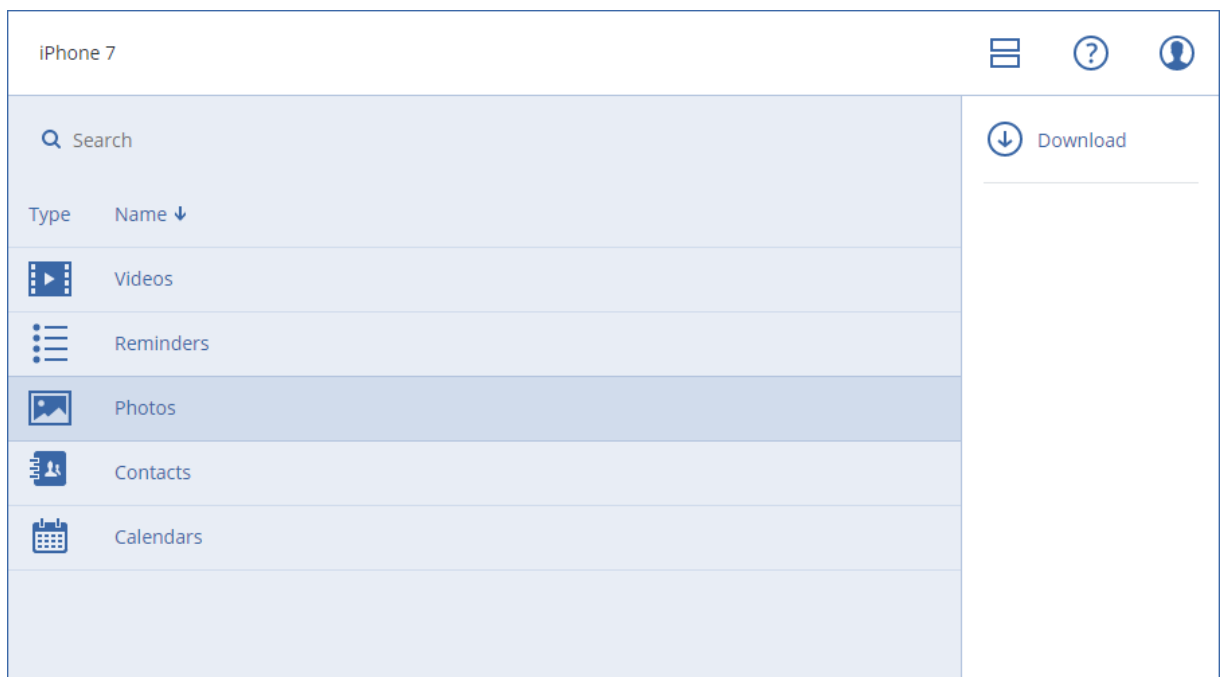 iPhone 7
Search
Download
Type Name
Videos
Reminders
Photos
Contacts
Calendars